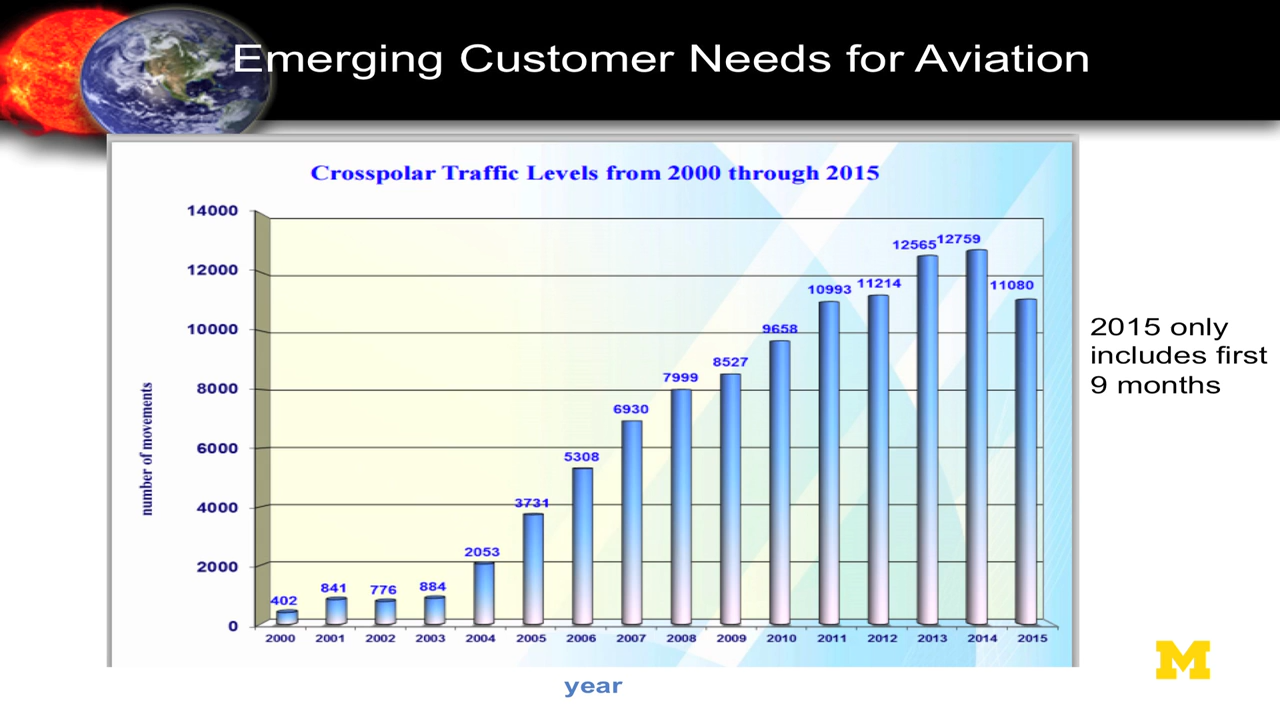 Emerging Customer Needs for Aviation
Crosspolar Traffic Levels from 2000 through 2015
number of movements
14000
12000
10000
8000
6000
4000
2000
0
402
841
776
884
2053
3731
5308
6930
7999
8527
9658
10993
11214
12565
12759
11080
2000 2001 2002 2003 2004 2005 2006 2007 2008 2009 2010 2011 2012 2013 2014 2015
year
2015 only
includes first
9 months
M